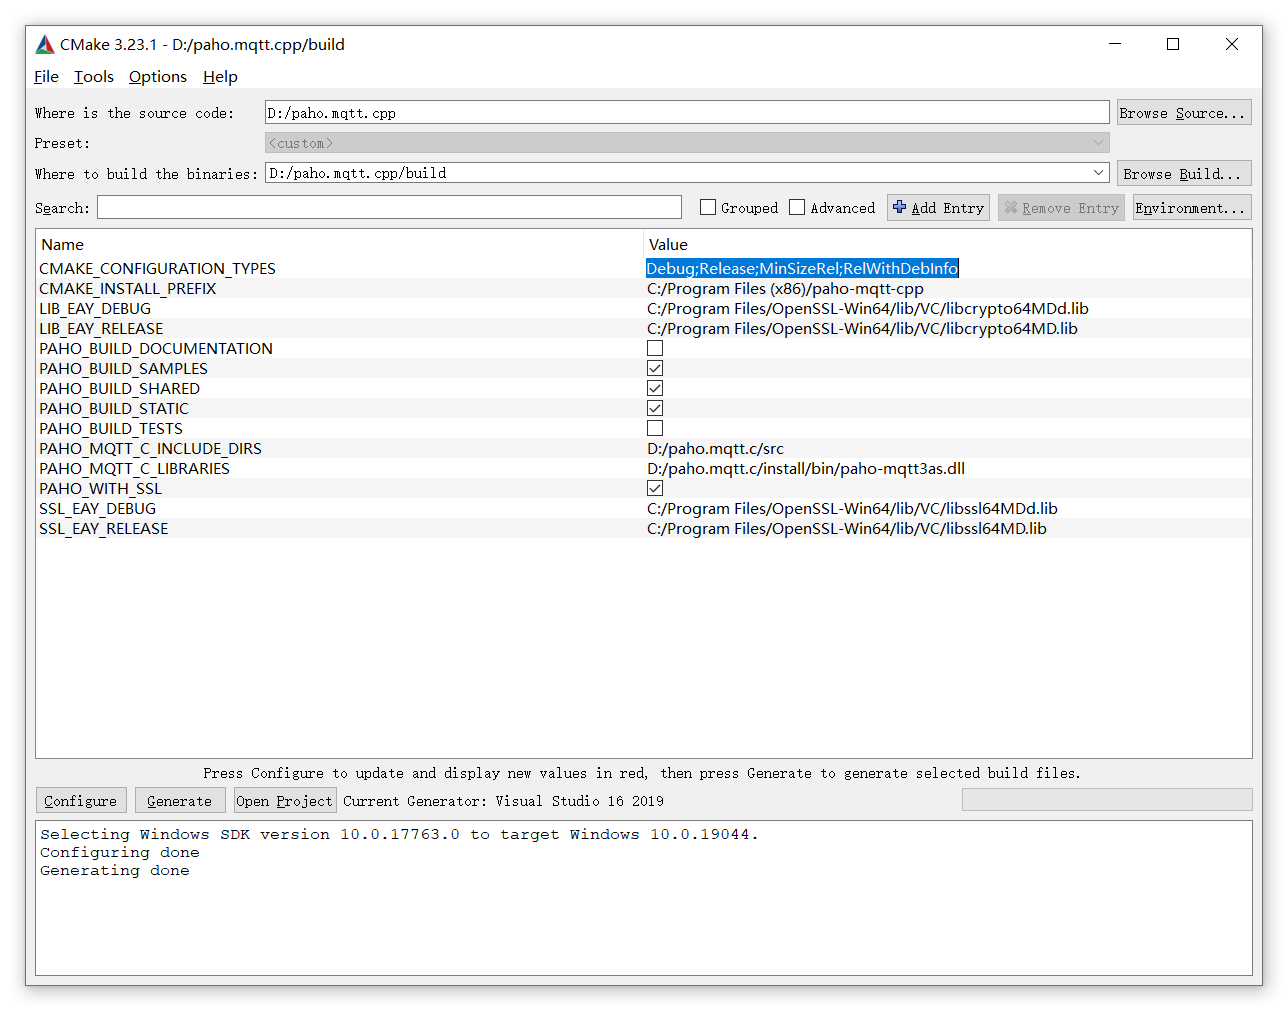 CMake 3.23.1 - D:/paho.mqtt.cpp/build
File Tools Options Help
Where is the source code: D:/paho.mqtt.cpp Browse Source...
Preset: <custom>
Where to build the binaries: D:/paho.mqtt.cpp/build Browse Build...
Search: Grouped Advanced Add Entry Remove Entry Environment...
Name Value
CMAKE_CONFIGURATION_TYPES Debug;Release;MinSizeRel;RelWithDebInfo
CMAKE_INSTALL_PREFIX C:/Program Files (x86)/paho-mqtt-cpp
LIB_EAY_DEBUG C:/Program Files/OpenSSL-Win64/lib/VC/libcrypto64MDd.lib
LIB_EAY_RELEASE C:/Program Files/OpenSSL-Win64/lib/VC/libcrypto64MD.lib
PAHO_BUILD_DOCUMENTATION
PAHO_BUILD_SAMPLES
PAHO_BUILD_SHARED
PAHO_BUILD_STATIC
PAHO_BUILD_TESTS
PAHO_MQTT_C_INCLUDE_DIRS D:/paho.mqtt.c/src
PAHO_MQTT_C_LIBRARIES D:/paho.mqtt.c/install/bin/paho-mqtt3as.dll
PAHO_WITH_SSL
SSL_EAY_DEBUG C:/Program Files/OpenSSL-Win64/lib/VC/libssl64MDd.lib
SSL_EAY_RELEASE C:/Program Files/OpenSSL-Win64/lib/VC/libssl64MD.lib
Press Configure to update and display new values in red, then press Generate to generate selected build files.
Configure Generate Open Project Current Generator: Visual Studio 16 2019
Selecting Windows SDK version 10.0.17763.0 to target Windows 10.0.19044.
Configuring done
Generating done